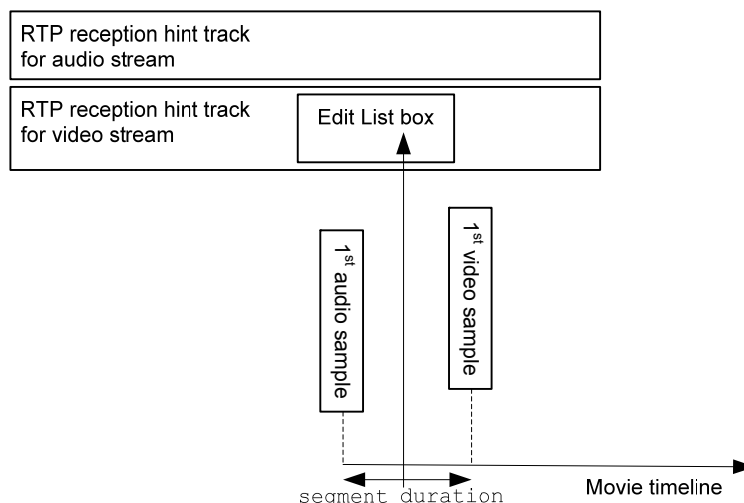 RTP reception hint track
for audio stream
RTP reception hint track
for video stream
Edit List box
1st audio sample
1st video sample
segment duration
Movie timeline